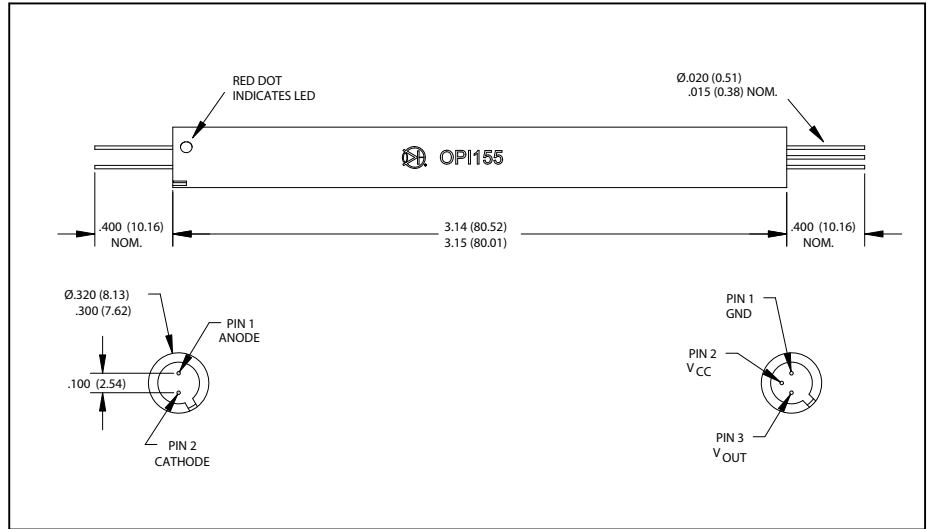 RED DOT
INDICATES LED
Ø.020 (0.51)
.015 (0.38) NOM.
OPI155
.400 (10.16)
NOM.
3.14 (80.52)
3.15 (80.01)
.400 (10.16)
NOM.
Ø.320 (8.13)
.300 (7.62)
PIN 1
ANODE
.100 (2.54)
PIN 2
CATHODE
PIN 1
GND
PIN 2
VCC
PIN 3
VOUT